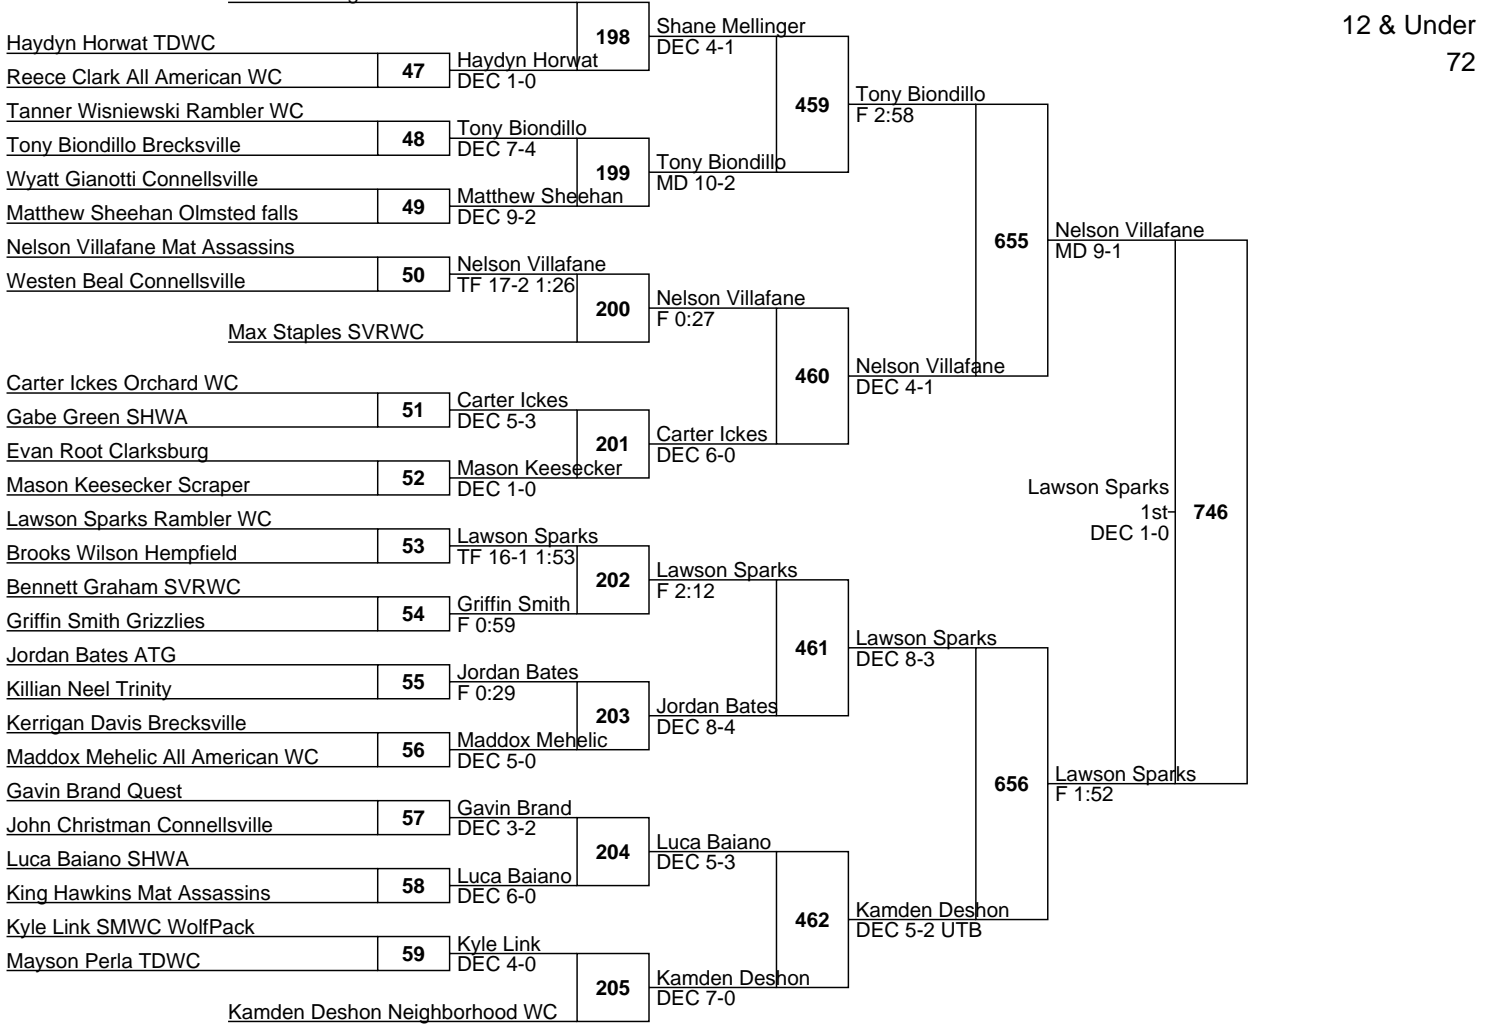 12 & Under
72
Haydyn Horwat TDWC
Reece Clark All American WC
Tanner Wisniewski Rambler WC
Tony Biondillo Brecksville
Wyatt Gianotti Connellsville
Matthew Sheehan Olmsted falls
Nelson Villafane Mat Assassins
Westen Beal Connellsville
Max Staples SVRWC
Carter Ickes Orchard WC
Gabe Green SHWA
Evan Root Clarksburg
Mason Keesecker Scraper
Lawson Sparks Rambler WC
Brooks Wilson Hempfield
Bennett Graham SVRWC
Griffin Smith Grizzlies
Jordan Bates ATG
Killian Neel Trinity
Kerrigan Davis Brecksville
Maddox Mehelic All American WC
Gavin Brand Quest
John Christman Connellsville
Luca Baiano SHWA
King Hawkins Mat Assassins
Kyle Link SMWC WolfPack
Mayson Perla TDWC
Kamden Deshon Neighborhood WC
47
48
49
50
51
52
53
54
55
56
57
58
59
Haydyn Horwat
DEC 1-0
Tony Biondillo
DEC 7-4
Matthew Sheehan
DEC 9-2
Nelson Villafane
TF 17-2 1:26
Carter Ickes
DEC 5-3
Mason Keesecker
DEC 1-0
Lawson Sparks
TF 16-1 1:53
Griffin Smith
F 0:59
Jordan Bates
F 0:29
Maddox Mehelic
DEC 5-0
Gavin Brand
DEC 3-2
Luca Baiano
DEC 6-0
Kyle Link
DEC 4-0
198
199
200
201
202
203
204
205
Shane Mellinger
DEC 4-1
Tony Biondillo
MD 10-2
Nelson Villafane
F 0:27
Carter Ickes
DEC 6-0
Lawson Sparks
F 2:12
Jordan Bates
DEC 8-4
Luca Baiano
DEC 5-3
Kamden Deshon
DEC 7-0
459
460
461
462
Tony Biondillo
F 2:58
Nelson Villafane
DEC 4-1
Lawson Sparks
DEC 8-3
Kamden Deshon
DEC 5-2 UTB
655
656
Nelson Villafane
MD 9-1
Lawson Sparks
F 1:52
746
Lawson Sparks
1st
DEC 1-0